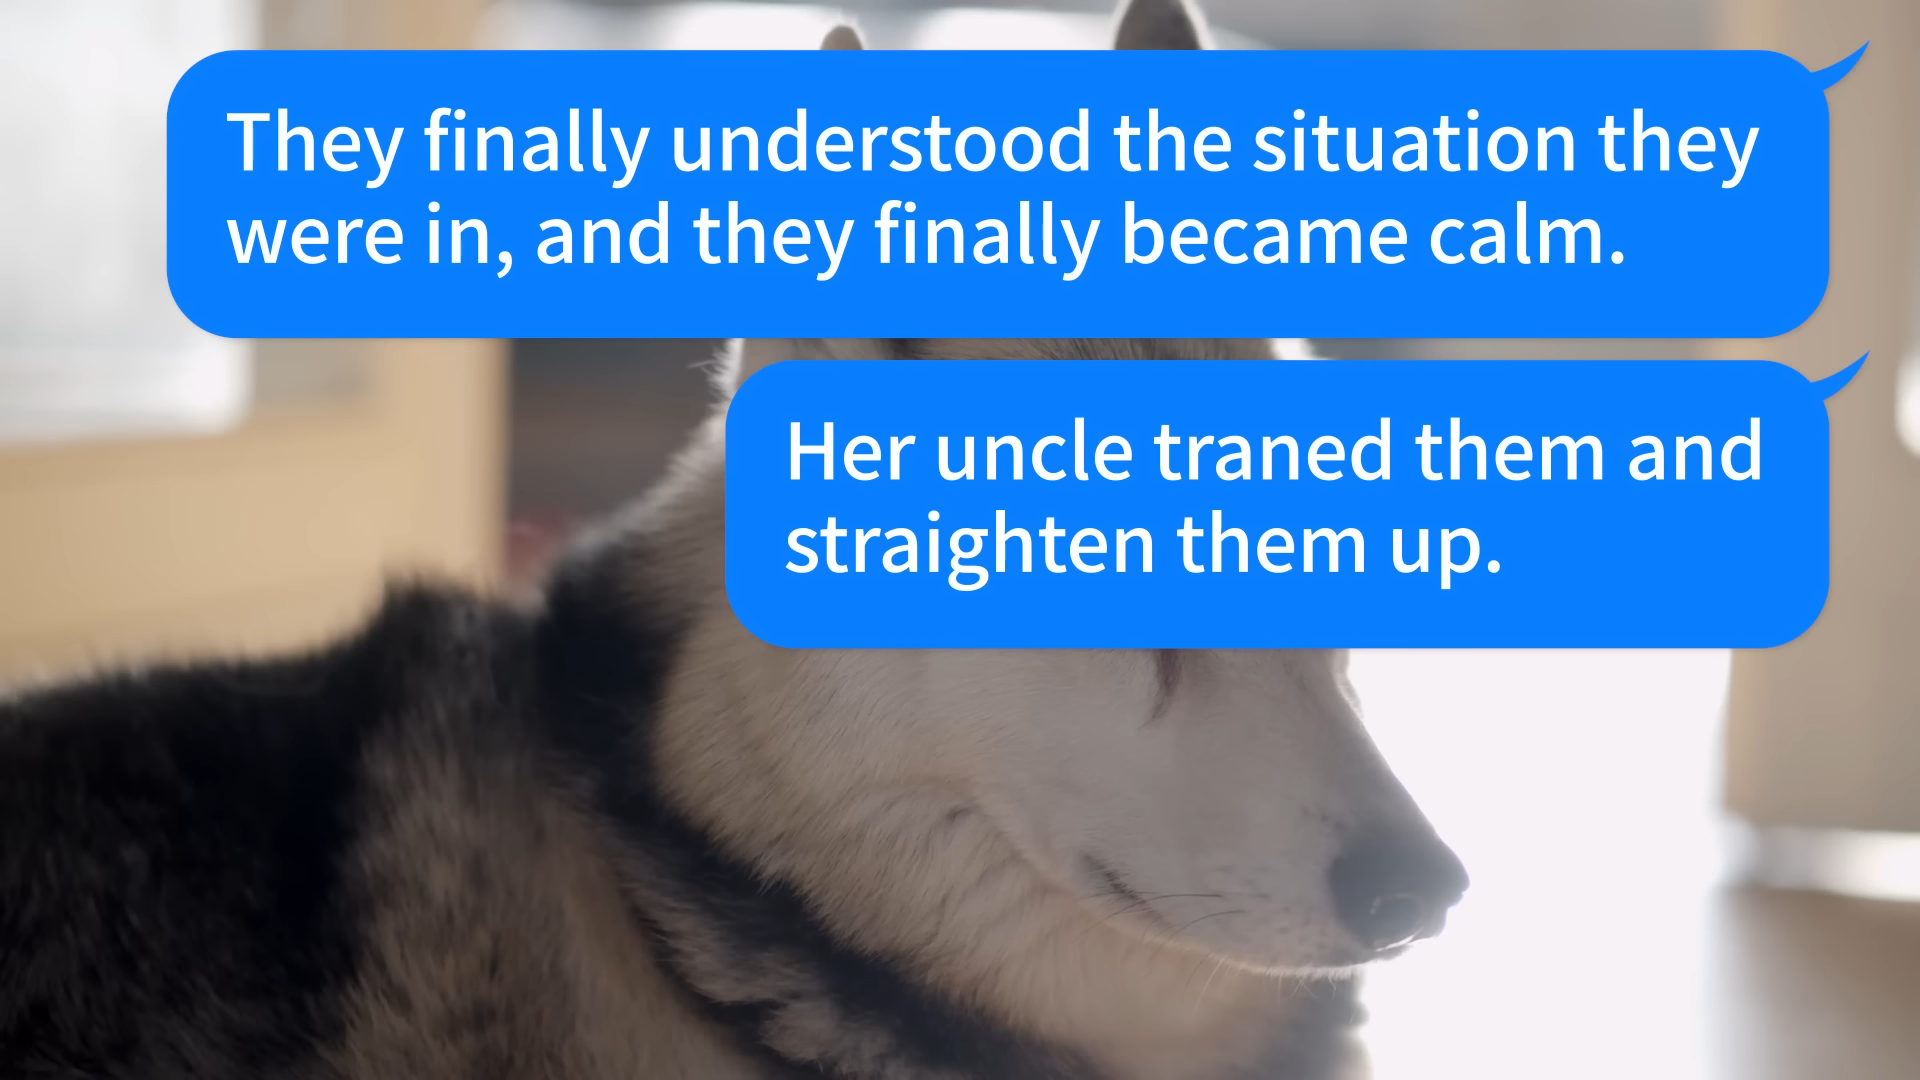 They finally understood the situation they
were in, and they finally became calm.
Her uncle traned them and
straighten them up.